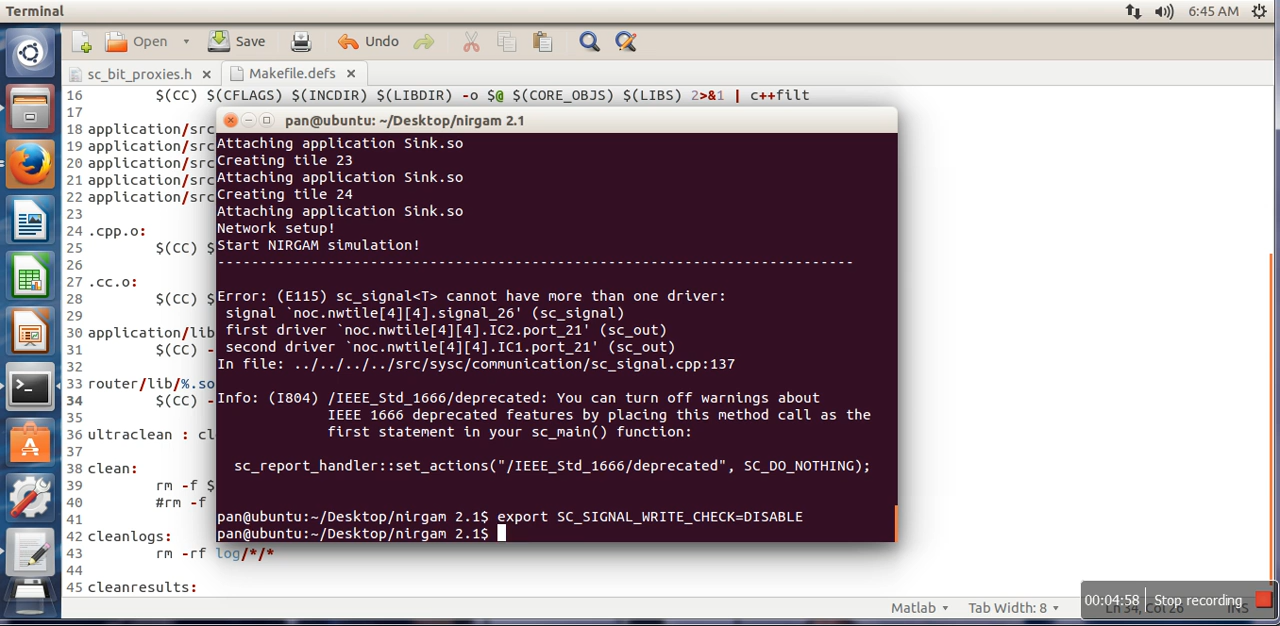 Terminal
6:45 AM
Open
Save
Undo
sc_bit_proxies.h ×
Makefile.defs ×
16 $(CC) $(CFLAGS) $(INCDIR) $(LIBDIR) -o $@ $(CORE_OBJS) $(LIBS) 2>&1 | c++filt
17
18 application/src
19 application/src
20 application/src
21 application/src
22 application/src
23
24 .cpp.o:
25 $(CC) $
26
27 .cc.o:
28 $(CC) $
29
30 application/lib
31 $(CC) -
32
33 router/lib/%.so
34 $(CC) -
35
36 ultraclean : cl
37
38 clean:
39 rm -f $
40 #rm -f
41
42 cleanlogs:
43 rm -rf log/*/*
44
45 cleanresults:
pan@ubuntu: ~/Desktop/nirgam 2.1
Attaching application Sink.so
Creating tile 23
Attaching application Sink.so
Creating tile 24
Attaching application Sink.so
Network setup!
Start NIRGAM simulation!
---------------------------------------------------------------------------
Error: (E115) sc_signal<T> cannot have more than one driver:
signal `noc.nwtile[4][4].signal_26' (sc_signal)
first driver `noc.nwtile[4][4].IC2.port_21' (sc_out)
second driver `noc.nwtile[4][4].IC1.port_21' (sc_out)
In file: ../../../../src/sysc/communication/sc_signal.cpp:137
Info: (I804) /IEEE_Std_1666/deprecated: You can turn off warnings about
IEEE 1666 deprecated features by placing this method call as the
first statement in your sc_main() function:
sc_report_handler::set_actions("/IEEE_Std_1666/deprecated", SC_DO_NOTHING);
pan@ubuntu:~/Desktop/nirgam 2.1$ export SC_SIGNAL_WRITE_CHECK=DISABLE
pan@ubuntu:~/Desktop/nirgam 2.1$
Matlab
Tab Width: 8
Ln 34, Col 26
INS
00:04:58
Stop recording